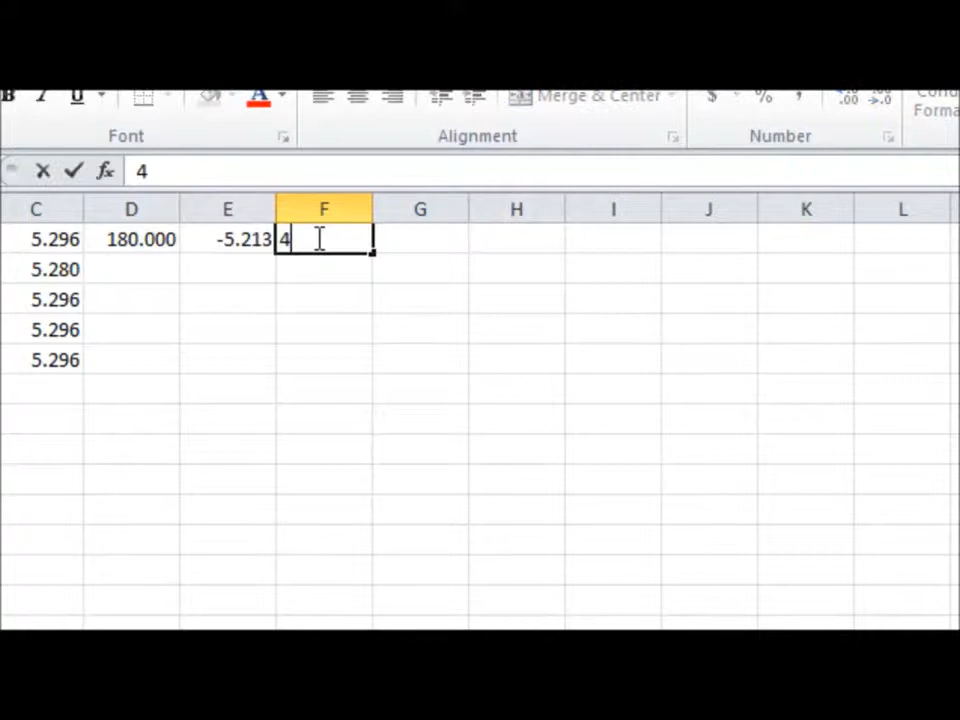 B I U A Merge & Center $ % , .00 .00 Cond
Font Alignment Number Forma
fx 4
C D E F G H I J K L
5.296 180.000 -5.213 4
5.280
5.296
5.296
5.296